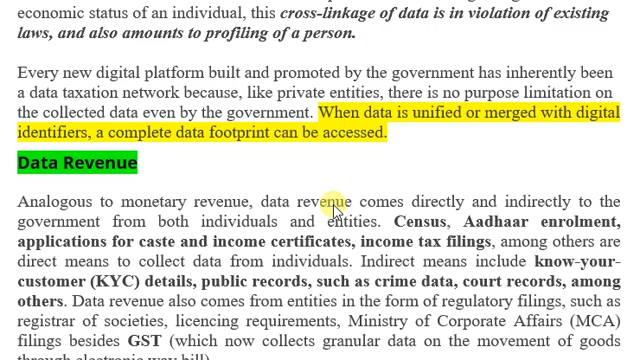 economic status of an individual, this cross-linkage of data is in violation of existing
laws, and also amounts to profiling of a person.
Every new digital platform built and promoted by the government has inherently been
a data taxation network because, like private entities, there is no purpose limitation on
the collected data even by the government. When data is unified or merged with digital
identifiers, a complete data footprint can be accessed.
Data Revenue
Analogous to monetary revenue, data revenue comes directly and indirectly to the
government from both individuals and entities. Census, Aadhaar enrolment,
applications for caste and income certificates, income tax filings, among others are
direct means to collect data from individuals. Indirect means include know-your-
customer (KYC) details, public records, such as crime data, court records, among
others. Data revenue also comes from entities in the form of regulatory filings, such as
registrar of societies, licencing requirements, Ministry of Corporate Affairs (MCA)
filings besides GST (which now collects granular data on the movement of goods
through electronic way bill).